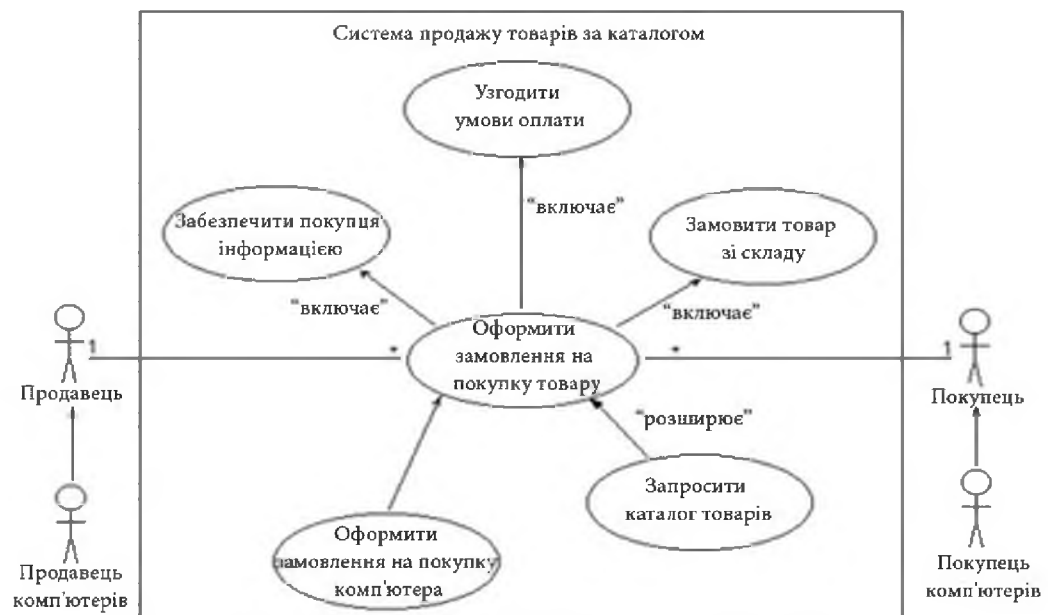 Система продажу товарів за каталогом
Узгодити
умови оплати
“включає”
Забезпечити покупця
інформацією
Замовити товар
зі складу
“включає”
“включає”
Оформити
замовлення на
покупку товару
1
*
*
1
Продавець
Покупець
“розширює”
Запросити
каталог товарів
Оформити
замовлення на покупку
комп'ютера
Продавець
комп'ютерів
Покупець
комп'ютерів